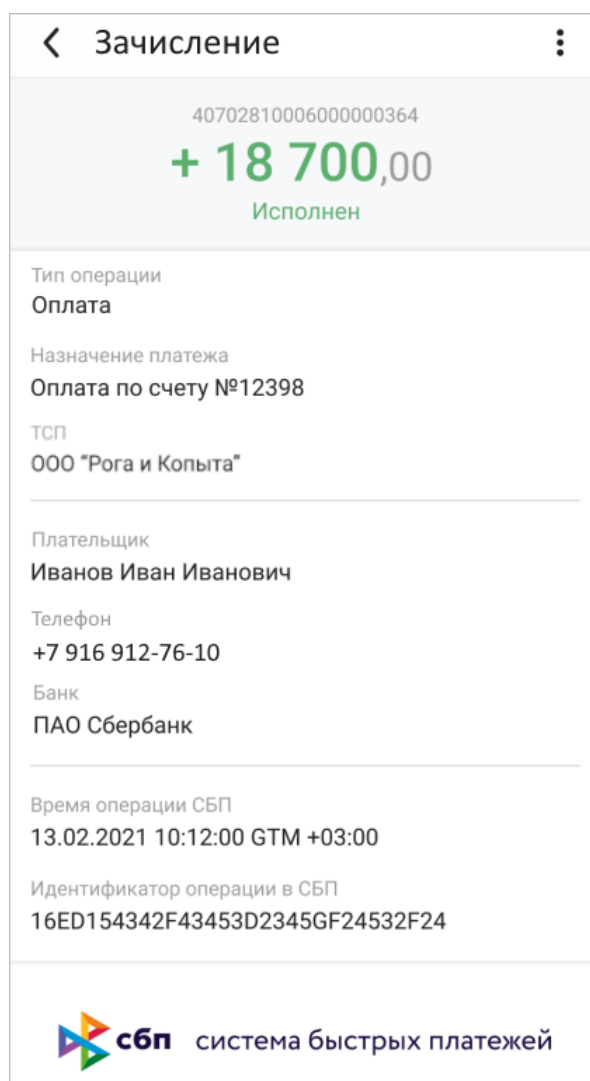 Зачисление
40702810006000000364
+ 18 700,00
Исполнен
Тип операции
Оплата
Назначение платежа
Оплата по счету №12398
ТСП
ООО "Рога и Копыта"
Плательщик
Иванов Иван Иванович
Телефон
+7 916 912-76-10
Банк
ПАО Сбербанк
Время операции СБП
13.02.2021 10:12:00 GTM +03:00
Идентификатор операции в СБП
16ED154342F43453D2345GF24532F24
сбп система быстрых платежей